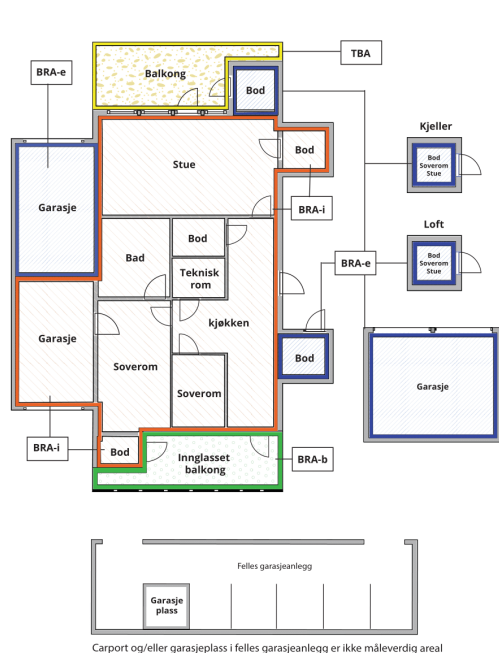 TBA
BRA-e
Balkong
Bod
Kjeller
Stue
Bod
Bod
Soverom
Stue
Garasje
BRA-i
Loft
Bod
Bad
Teknisk
rom
BRA-e
Bod
Soverom
Stue
Garasje
kjøkken
Bod
Soverom
Soverom
Garasje
BRA-i
Bod
Innglasset
balkong
BRA-b
Felles garasjeanlegg
Garasje
plass
Carport og/eller garasjeplass i felles garasjeanlegg er ikke måleverdig areal